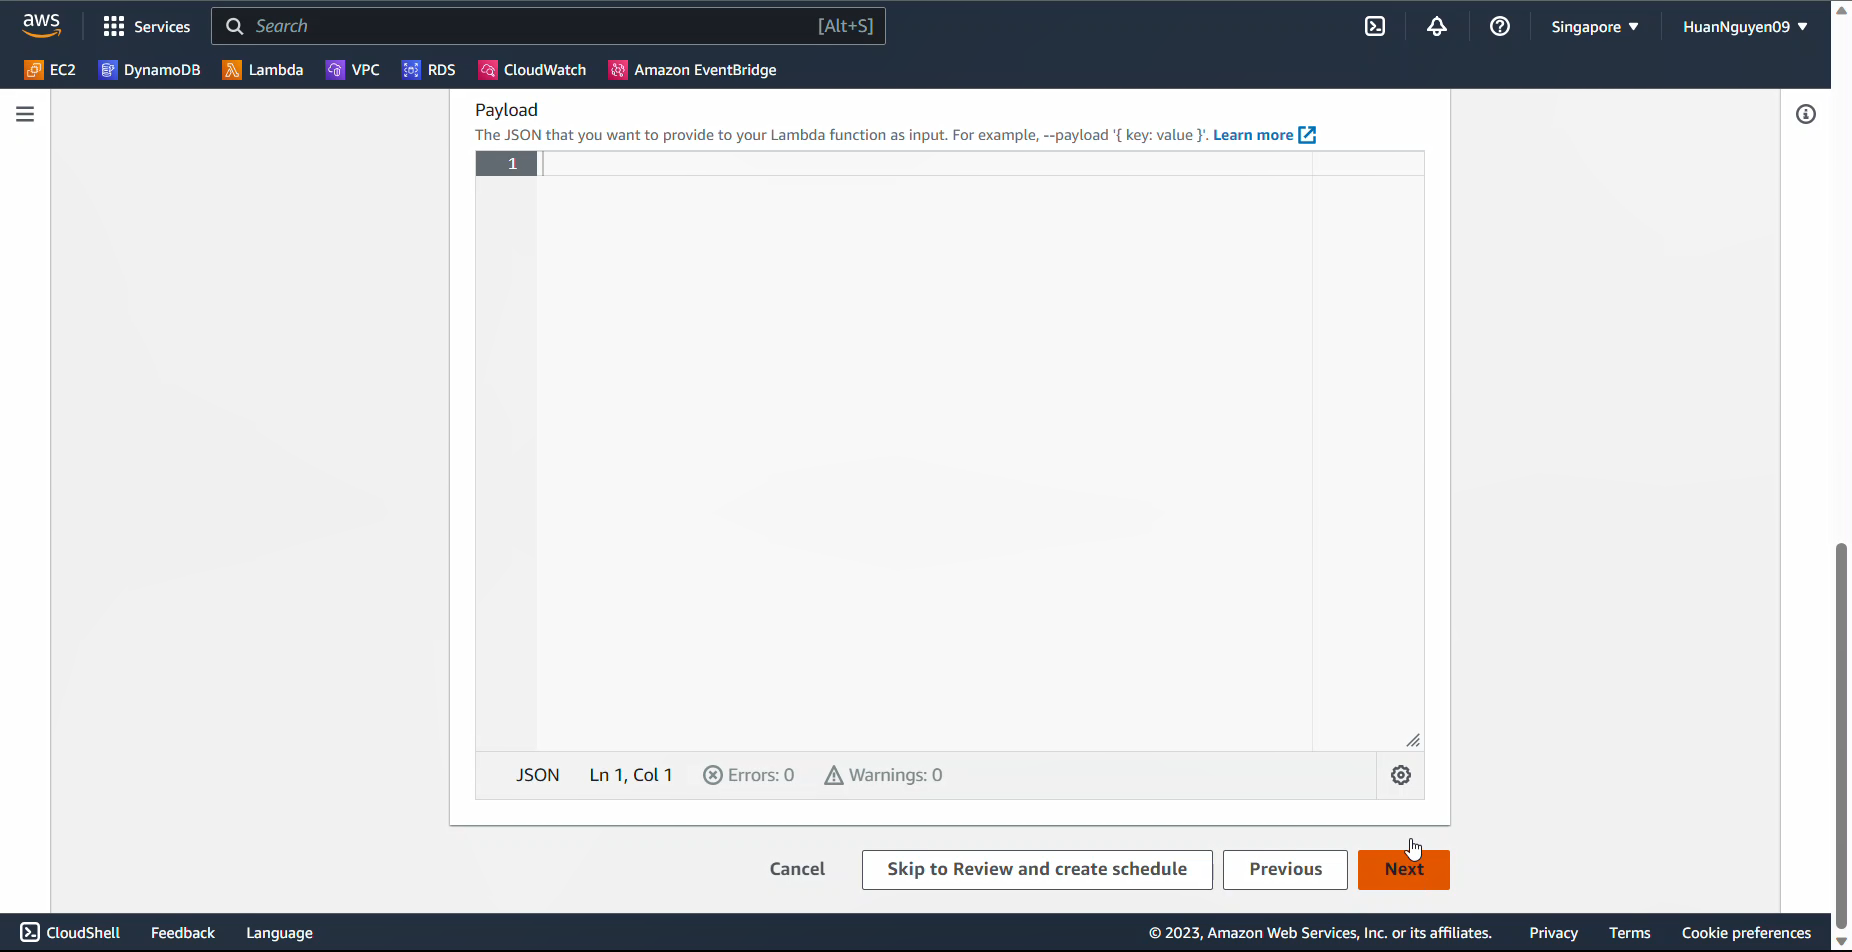 aws Services Search [Alt+S] Singapore HuanNguyen09
EC2 DynamoDB Lambda VPC RDS CloudWatch Amazon EventBridge
Payload
The JSON that you want to provide to your Lambda function as input. For example, --payload '{ key: value }'. Learn more
1
JSON Ln 1, Col 1 Errors: 0 Warnings: 0
Cancel Skip to Review and create schedule Previous Next
CloudShell Feedback Language © 2023, Amazon Web Services, Inc. or its affiliates. Privacy Terms Cookie preferences